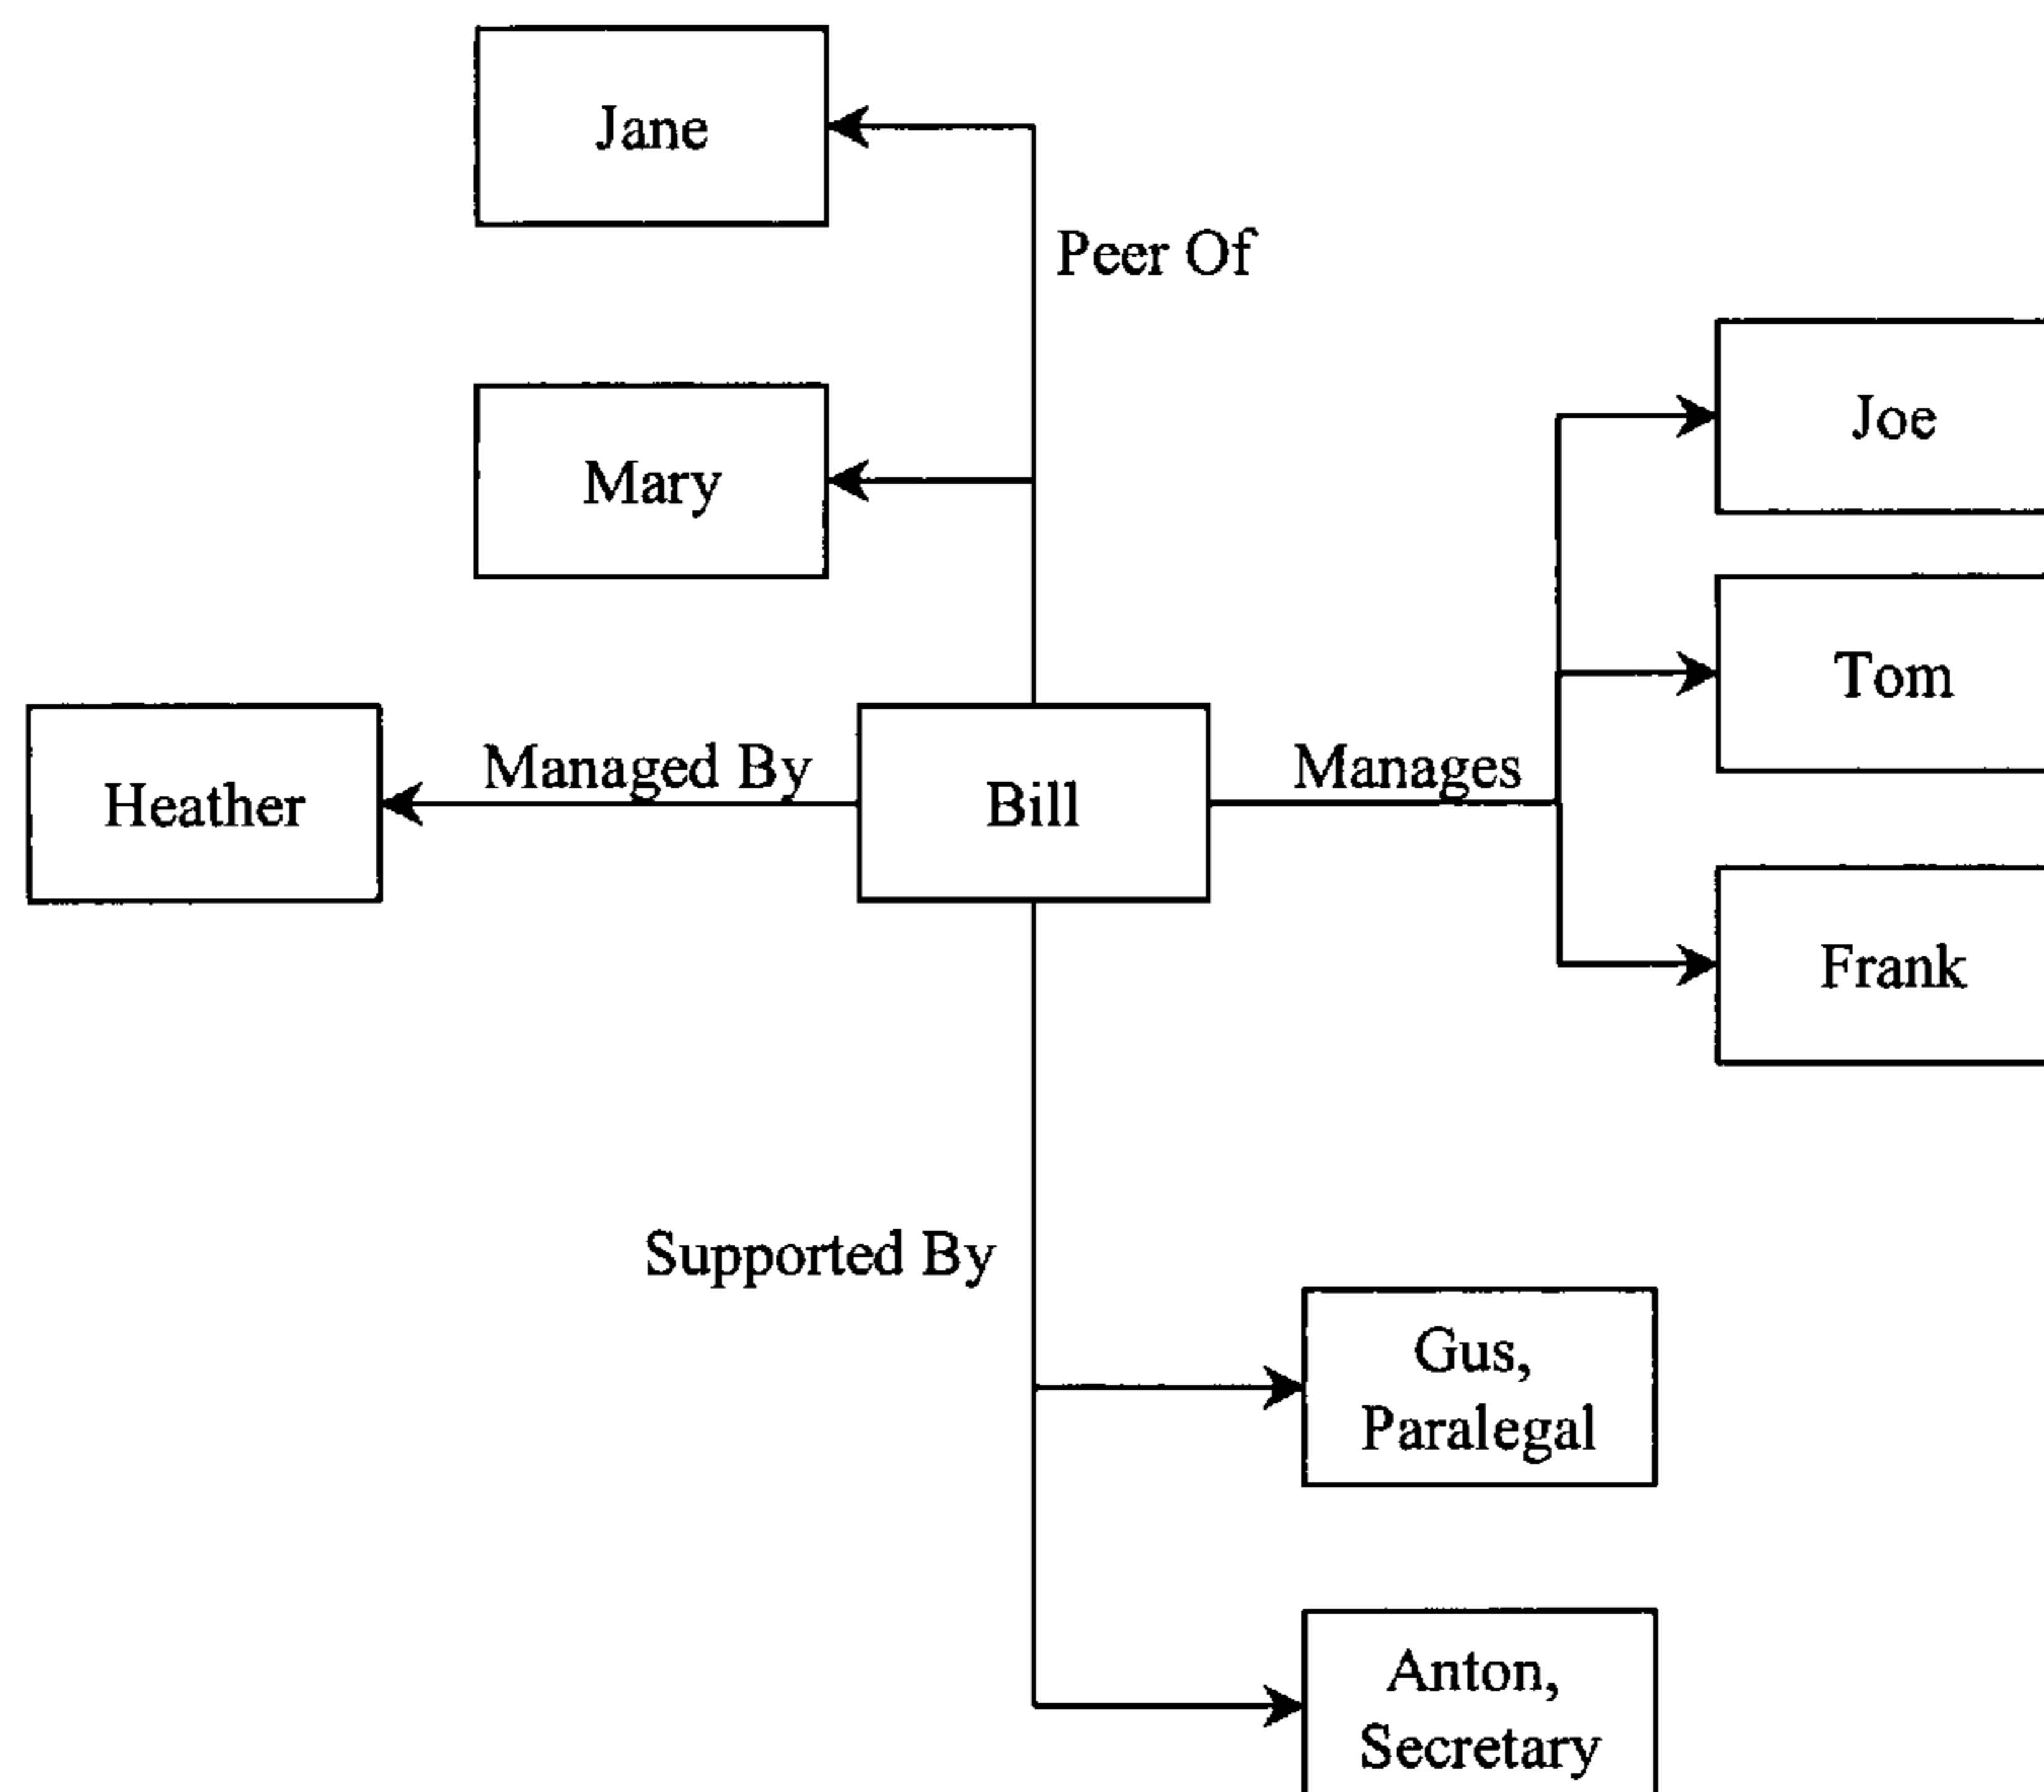 Jane
Peer Of
Mary
Joe
Tom
Heather
Managed By
Bill
Manages
Frank
Supported By
Gus,
Paralegal
Anton,
Secretary